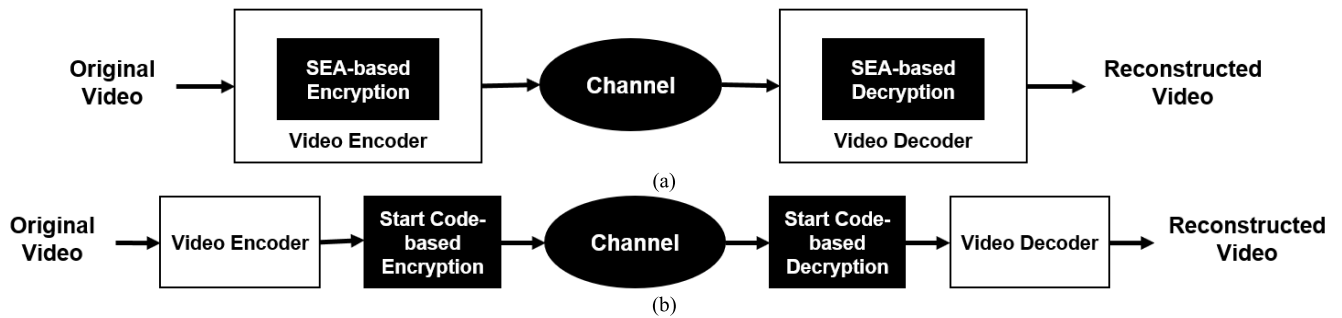 Original
Video
SEA-based
Encryption
Video Encoder
Channel
SEA-based
Decryption
Video Decoder
Reconstructed
Video
(a)
Original
Video
Video Encoder
Start Code-
based
Encryption
Channel
Start Code-
based
Decryption
Video Decoder
Reconstructed
Video
(b)